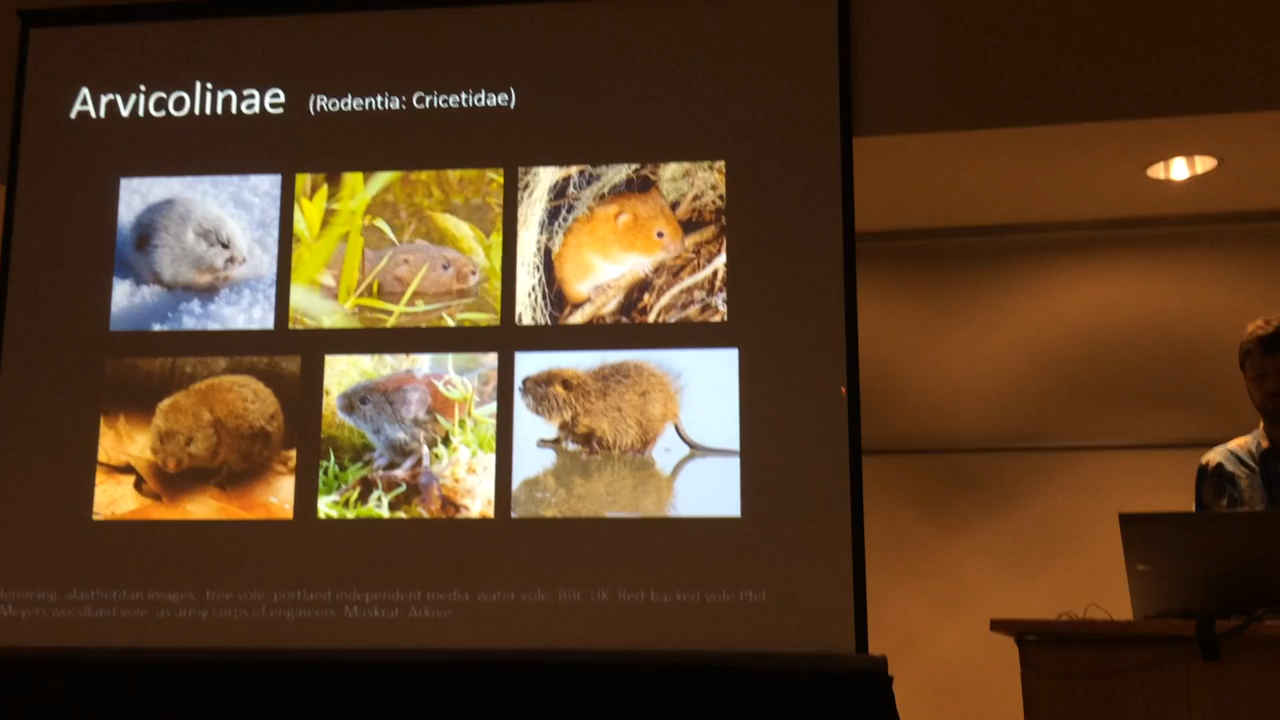 Arvicolinae (Rodentia: Cricetidae)
lemming alasthetitan images, tree vole portland independent media water vole BBC UK Red backed vole Phil
Meyers woodland vole us army corps of engineers Muskrat Arkive